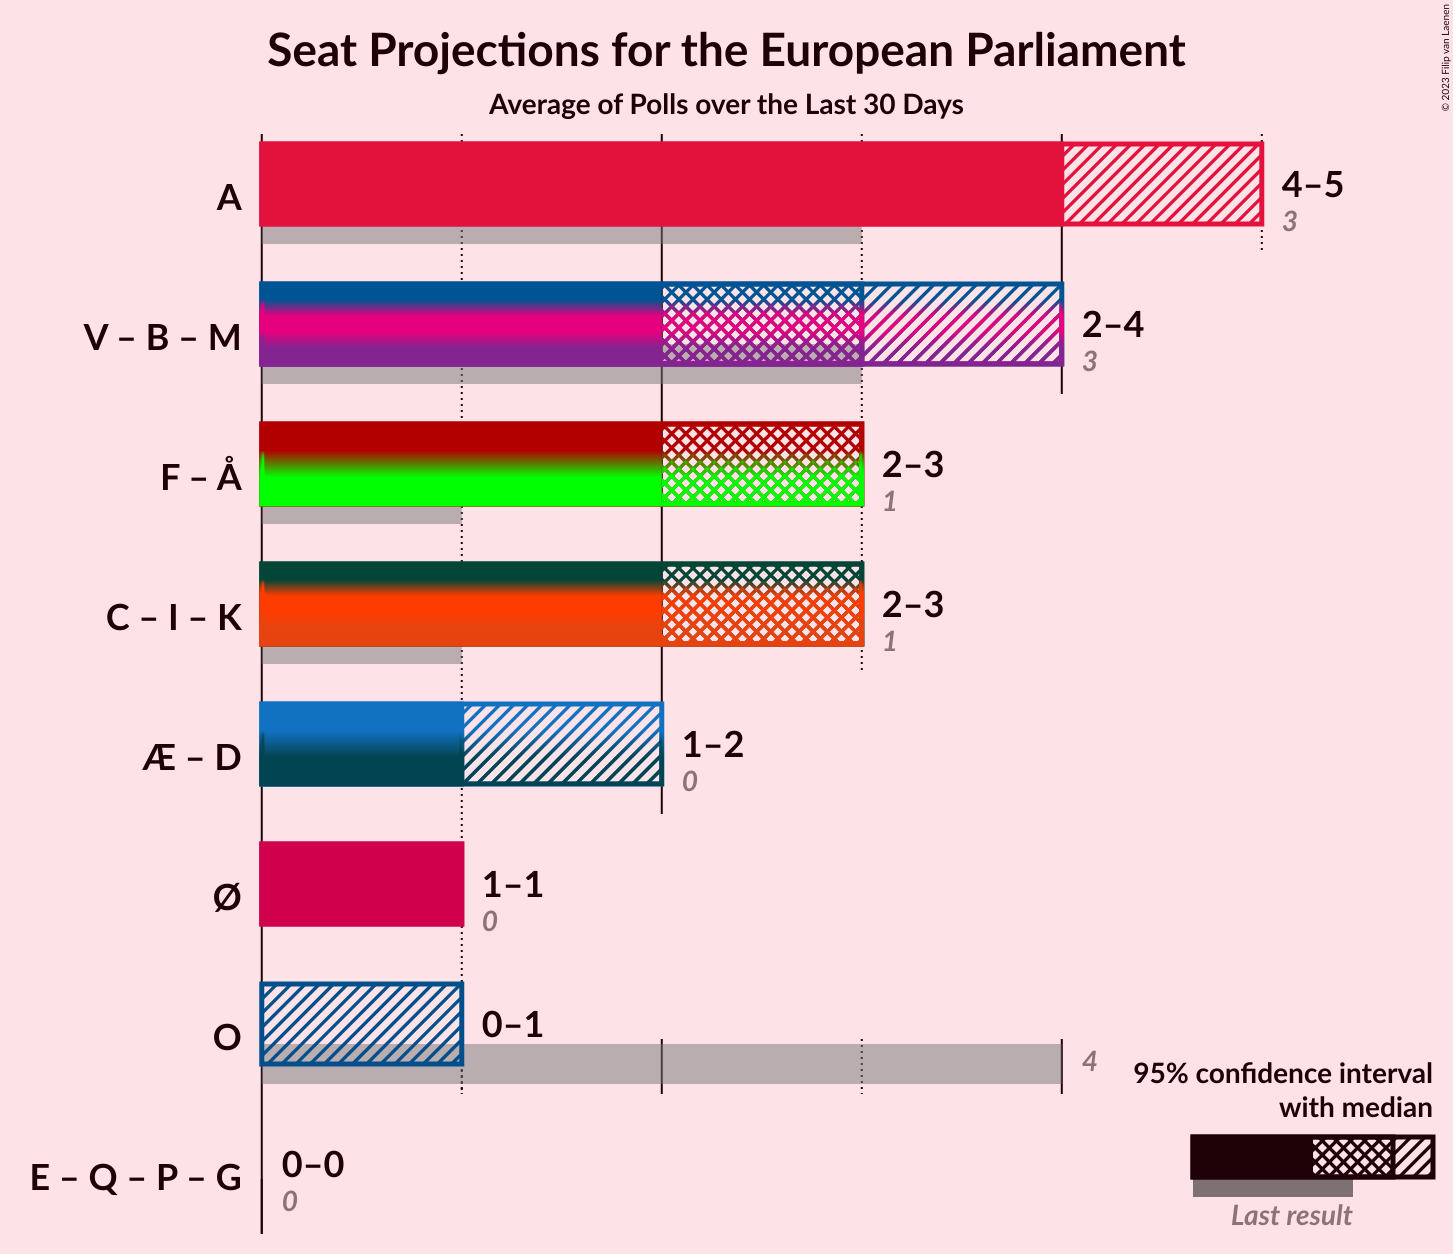 Seat Projections for the European Parliament
Average of Polls over the Last 30 Days
© 2023 Filip van Laenen
A
4–5
3
V – B – M
2–4
3
F – Å
2–3
1
C – I – K
2–3
1
Æ – D
1–2
0
Ø
1–1
0
O
0–1
4
E – Q – P – G
0–0
0
95% confidence interval
with median
Last result